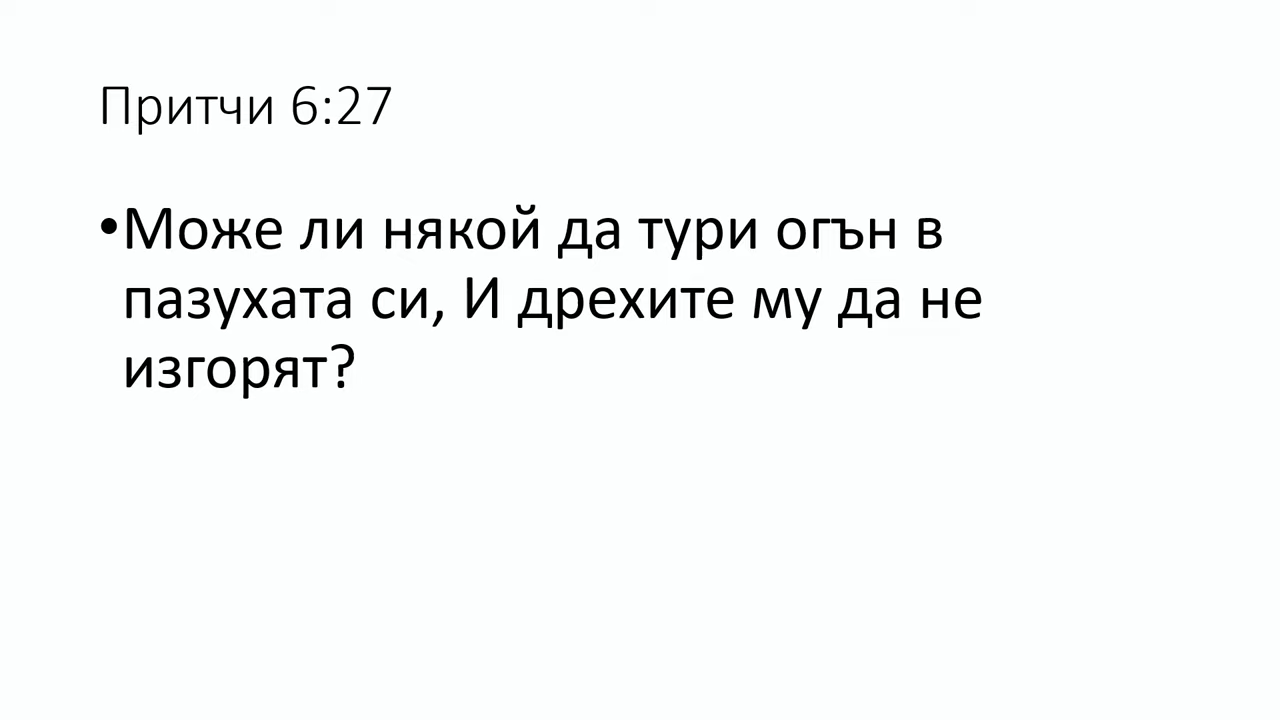 Притчи 6:27
•Може ли някой да тури огън в
пазухата си, И дрехите му да не
изгорят?